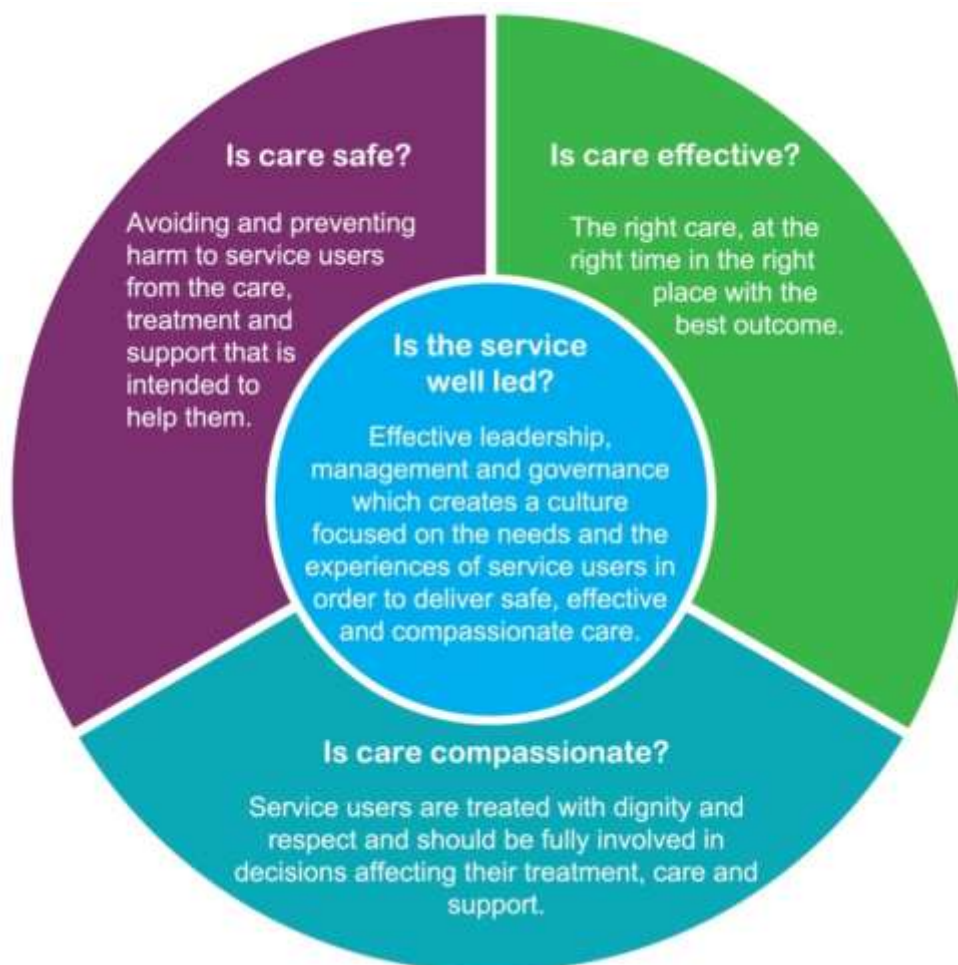 Is care safe?
Avoiding and preventing
harm to service users
from the care,
treatment and
support that is
intended to
help them.
Is care effective?
The right care, at the
right time in the right
place with the
best outcome.
Is the service
well led?
Effective leadership,
management and governance
which creates a culture
focused on the needs and the
experiences of service users in
order to deliver safe, effective
and compassionate care.
Is care compassionate?
Service users are treated with dignity and
respect and should be fully involved in
decisions affecting their treatment, care and
support.